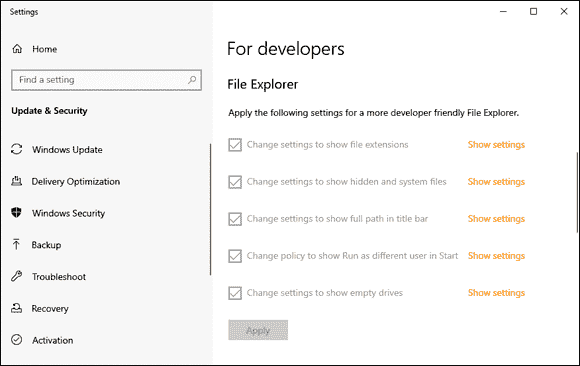 Settings
Home
Find a setting
Update & Security
Windows Update
Delivery Optimization
Windows Security
Backup
Troubleshoot
Recovery
Activation
For developers
File Explorer
Apply the following settings for a more developer friendly File Explorer.
Change settings to show file extensions Show settings
Change settings to show hidden and system files Show settings
Change settings to show full path in title bar Show settings
Change policy to show Run as different user in Start Show settings
Change settings to show empty drives Show settings
Apply